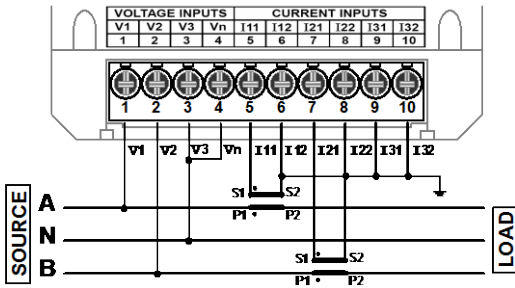 VOLTAGE INPUTS CURRENT INPUTS
V1 V2 V3 Vn I11 I12 I21 I22 I31 I32
1 2 3 4 5 6 7 8 9 10
1 2 3 4 5 6 7 8 9 10
V1 V2 V3 Vn I11 I12 I21 I22 I31 I32
S1 S2
SOURCE
A
P1 P2
LOAD
N
S1 S2
B
P1 P2